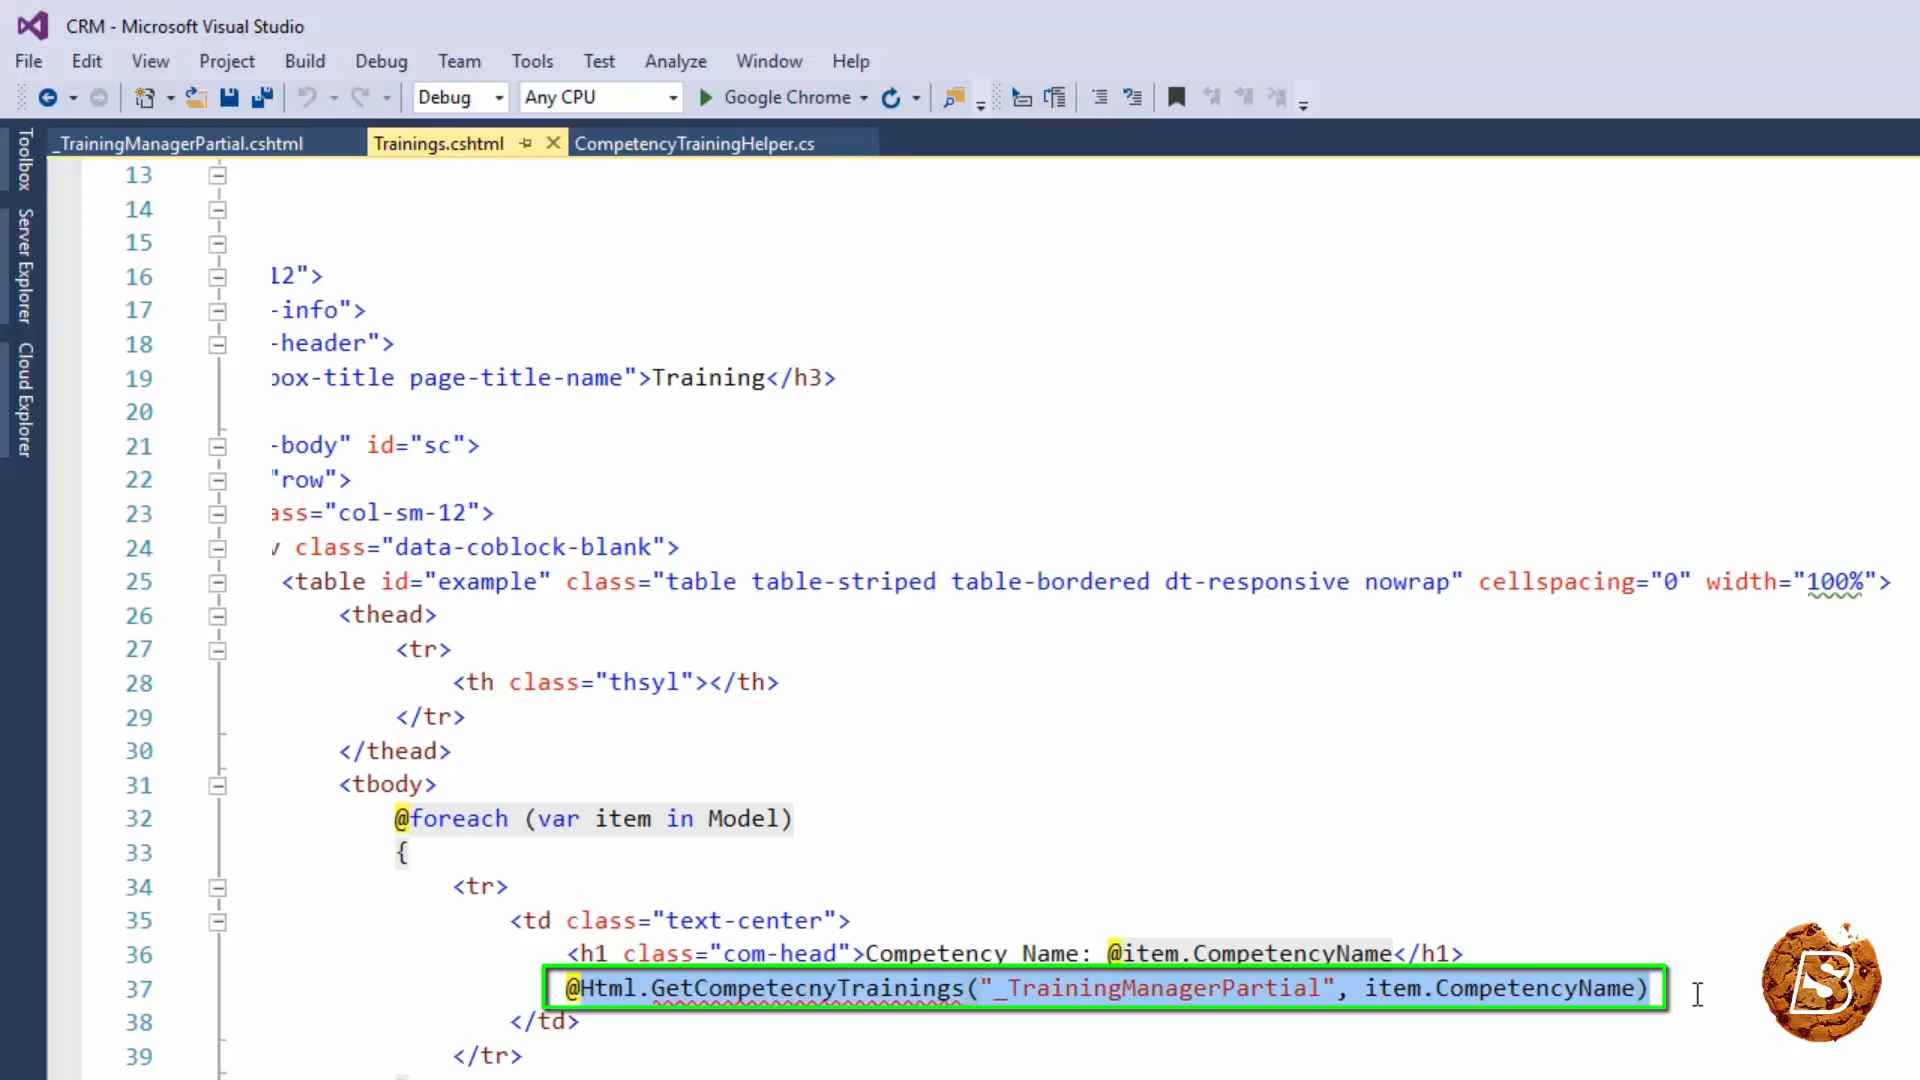 CRM - Microsoft Visual Studio
File Edit View Project Build Debug Team Tools Test Analyze Window Help
Debug Any CPU Google Chrome
_TrainingManagerPartial.cshtml Trainings.cshtml CompetencyTrainingHelper.cs
Toolbox
Server Explorer
Cloud Explorer
13
14
15
16 12">
17 -info">
18 -header">
19 box-title page-title-name">Training</h3>
20
21 -body" id="sc">
22 "row">
23 ass="col-sm-12">
24 v class="data-coblock-blank">
25 <table id="example" class="table table-striped table-bordered dt-responsive nowrap" cellspacing="0" width="100%">
26 <thead>
27 <tr>
28 <th class="thsyl"></th>
29 </tr>
30 </thead>
31 <tbody>
32 @foreach (var item in Model)
33 {
34 <tr>
35 <td class="text-center">
36 <h1 class="com-head">Competency Name: @item.CompetencyName</h1>
37 @Html.GetCompetecnyTrainings("_TrainingManagerPartial", item.CompetencyName)
38 </td>
39 </tr>